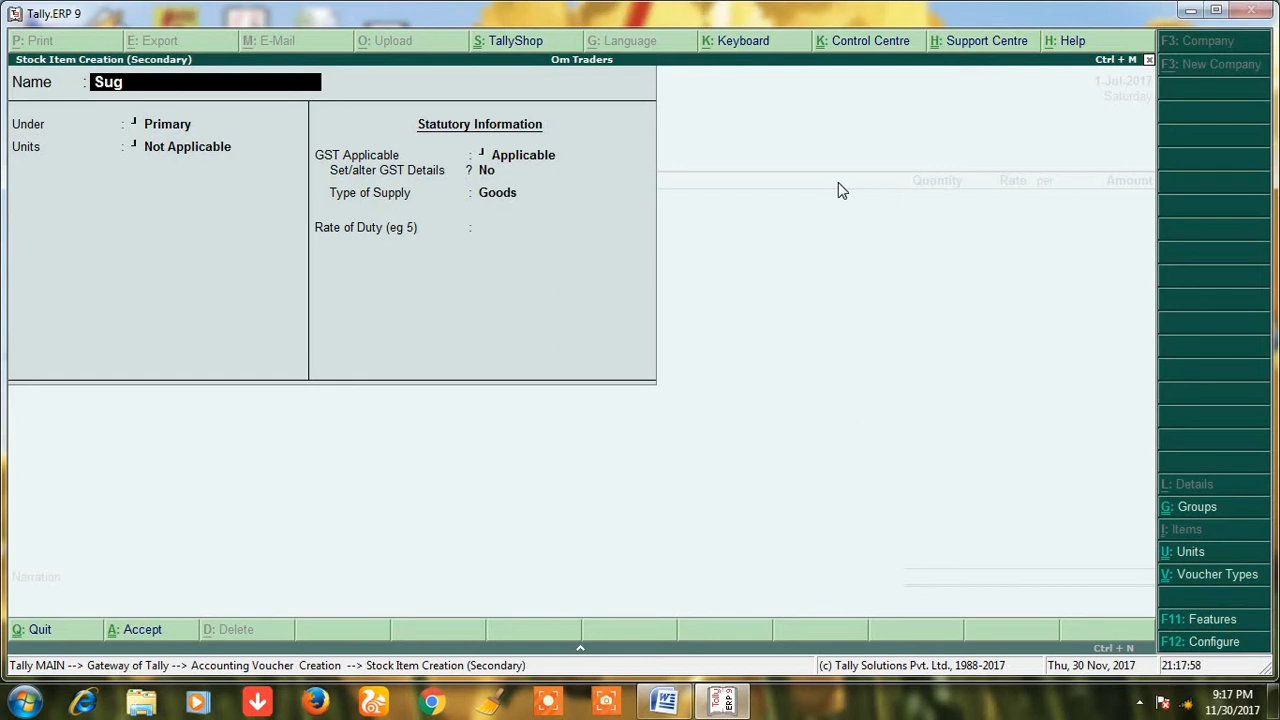 Tally.ERP 9
P: Print E: Export M: E-Mail O: Upload S: TallyShop G: Language K: Keyboard K: Control Centre H: Support Centre H: Help F3: Company
Stock Item Creation (Secondary) Om Traders Ctrl + M F3: New Company
Name : Sug
1-Jul-2017
Saturday
Under : Primary Statutory Information
Units : Not Applicable
GST Applicable : Applicable
Set/alter GST Details ? No
Quantity Rate per Amount
Type of Supply : Goods
Rate of Duty (eg 5) :
L: Details
G: Groups
I: Items
U: Units
V: Voucher Types
Narration
F11: Features
Q: Quit A: Accept D: Delete
F12: Configure
Ctrl + N
Tally MAIN --> Gateway of Tally --> Accounting Voucher Creation --> Stock Item Creation (Secondary) (c) Tally Solutions Pvt. Ltd., 1988-2017 Thu, 30 Nov, 2017 21:17:58
9:17 PM
11/30/2017